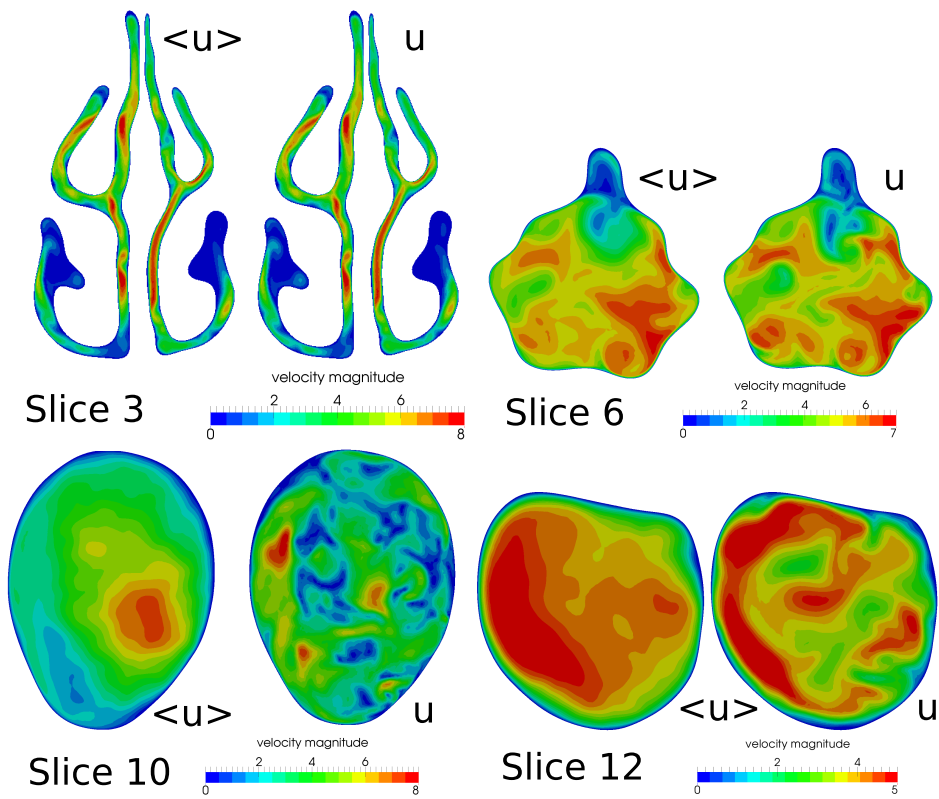 <u> u
velocity magnitude
2 4 6
0 8
Slice 3
<u> u
velocity magnitude
2 4 6
0 7
Slice 6
<u> u
velocity magnitude
2 4 6
0 8
Slice 10
<u> u
velocity magnitude
2 4
0 5
Slice 12